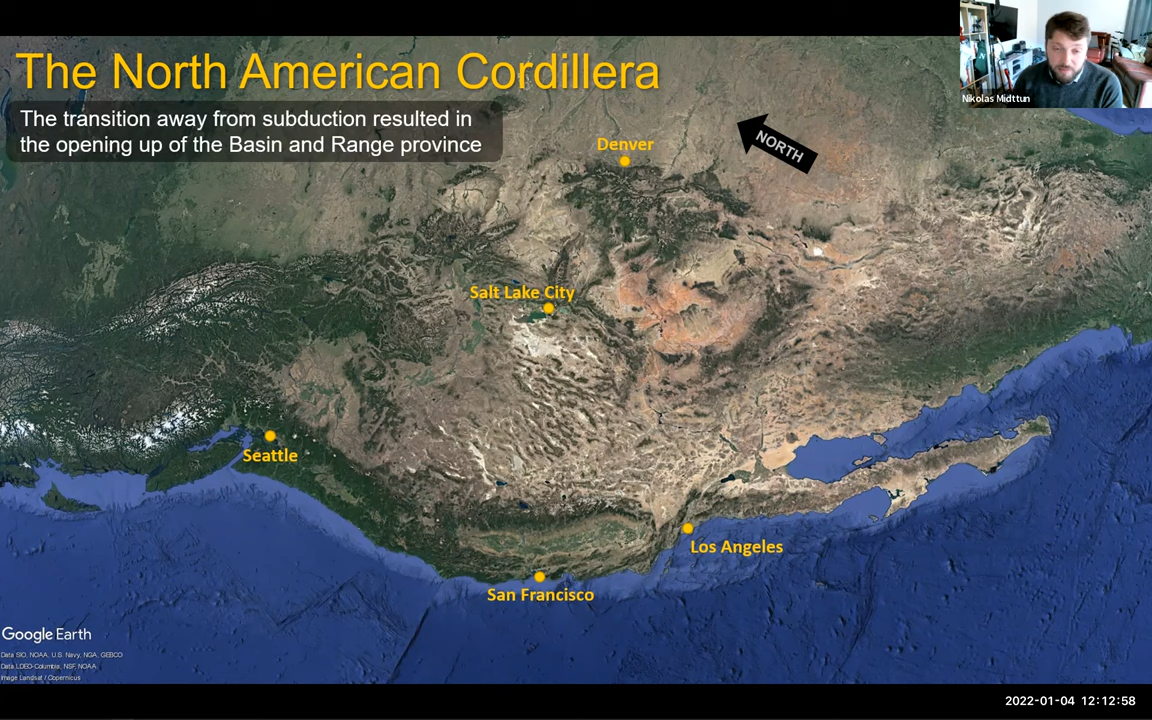 The North American Cordillera
The transition away from subduction resulted in
the opening up of the Basin and Range province
Nikolas Midttun
NORTH
Denver
Salt Lake City
Seattle
Los Angeles
San Francisco
Google Earth
Data SIO, NOAA, U.S. Navy, NGA, GEBCO
Data LDEO-Columbia, NSF, NOAA
Image Landsat / Copernicus
2022-01-04 12:12:58